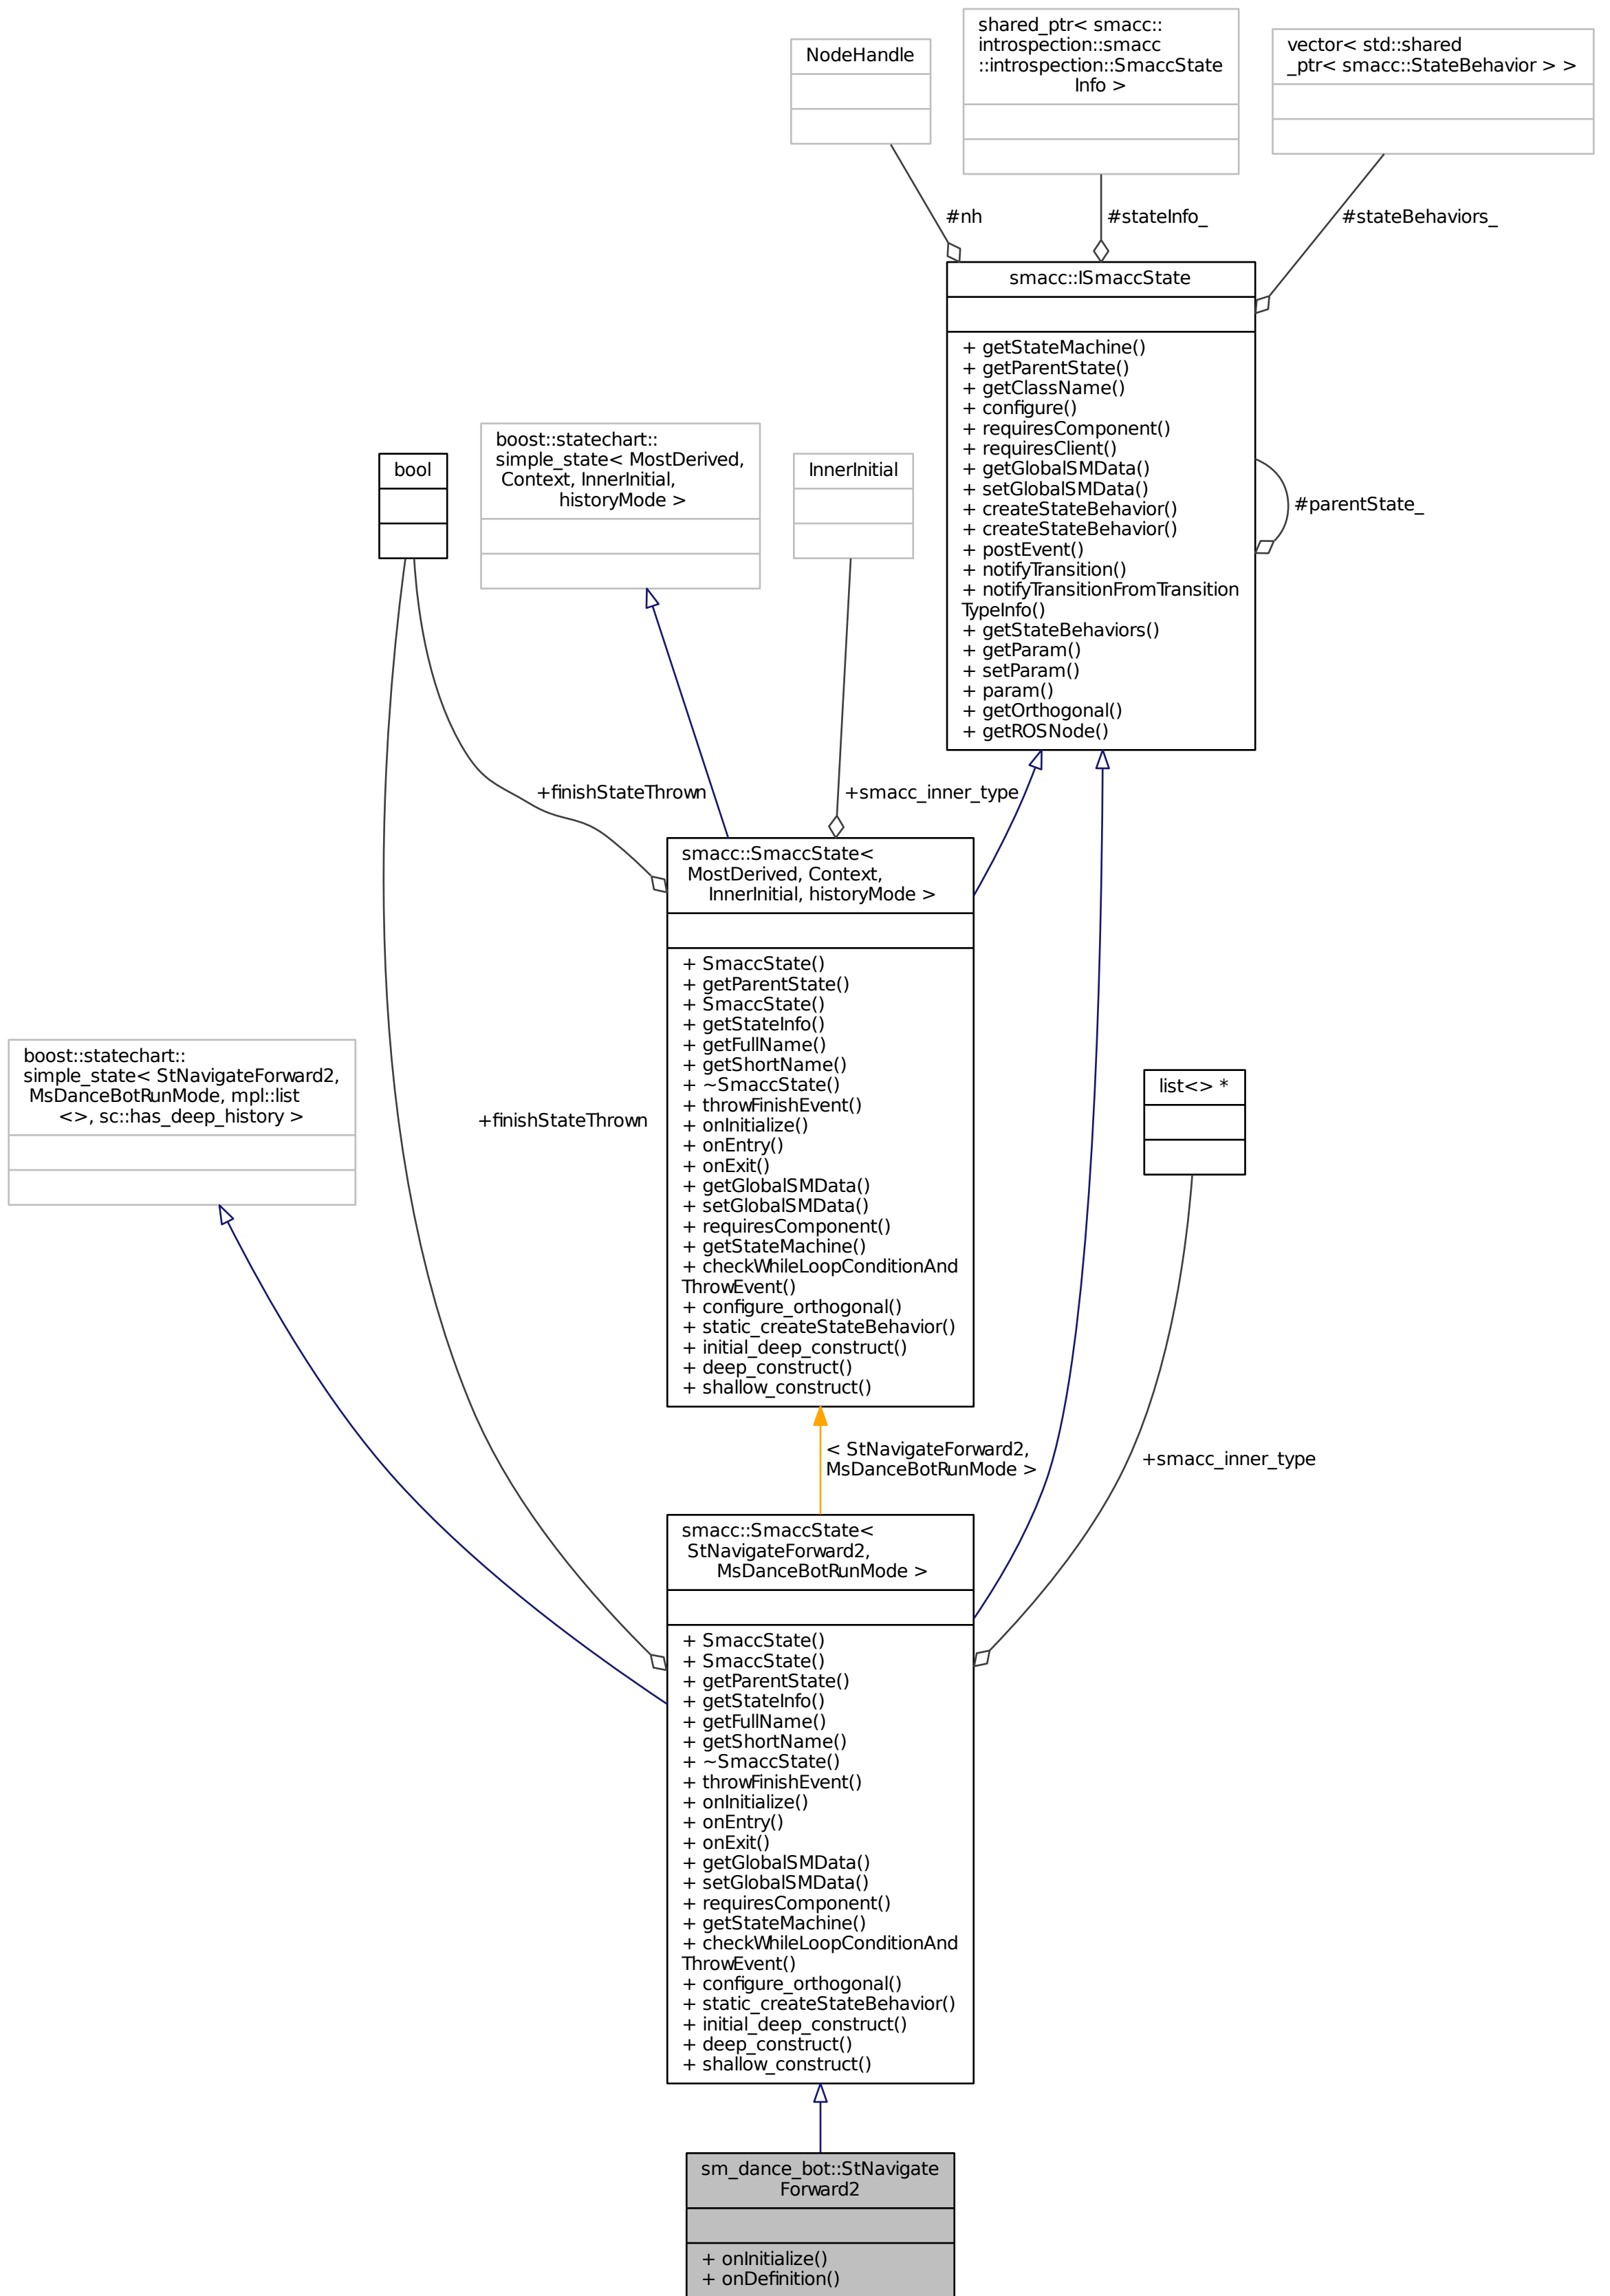 shared_ptr< smacc::
introspection::smacc
::introspection::SmaccState
Info >
NodeHandle
vector< std::shared
_ptr< smacc::StateBehavior > >
#nh
#stateInfo_
#stateBehaviors_
smacc::ISmaccState
+ getStateMachine()
+ getParentState()
+ getClassName()
+ configure()
+ requiresComponent()
+ requiresClient()
+ getGlobalSMData()
+ setGlobalSMData()
+ createStateBehavior()
+ createStateBehavior()
+ postEvent()
+ notifyTransition()
+ notifyTransitionFromTransition
TypeInfo()
+ getStateBehaviors()
+ getParam()
+ setParam()
+ param()
+ getOrthogonal()
+ getROSNode()
#parentState_
boost::statechart::
simple_state< MostDerived,
Context, InnerInitial,
historyMode >
bool
InnerInitial
+finishStateThrown
+smacc_inner_type
smacc::SmaccState<
MostDerived, Context,
InnerInitial, historyMode >
+ SmaccState()
+ getParentState()
+ SmaccState()
+ getStateInfo()
+ getFullName()
+ getShortName()
+ ~SmaccState()
+ throwFinishEvent()
+ onInitialize()
+ onEntry()
+ onExit()
+ getGlobalSMData()
+ setGlobalSMData()
+ requiresComponent()
+ getStateMachine()
+ checkWhileLoopConditionAnd
ThrowEvent()
+ configure_orthogonal()
+ static_createStateBehavior()
+ initial_deep_construct()
+ deep_construct()
+ shallow_construct()
boost::statechart::
simple_state< StNavigateForward2,
MsDanceBotRunMode, mpl::list
<>, sc::has_deep_history >
+finishStateThrown
list<> *
< StNavigateForward2,
MsDanceBotRunMode >
+smacc_inner_type
smacc::SmaccState<
StNavigateForward2,
MsDanceBotRunMode >
+ SmaccState()
+ SmaccState()
+ getParentState()
+ getStateInfo()
+ getFullName()
+ getShortName()
+ ~SmaccState()
+ throwFinishEvent()
+ onInitialize()
+ onEntry()
+ onExit()
+ getGlobalSMData()
+ setGlobalSMData()
+ requiresComponent()
+ getStateMachine()
+ checkWhileLoopConditionAnd
ThrowEvent()
+ configure_orthogonal()
+ static_createStateBehavior()
+ initial_deep_construct()
+ deep_construct()
+ shallow_construct()
sm_dance_bot::StNavigate
Forward2
+ onInitialize()
+ onDefinition()